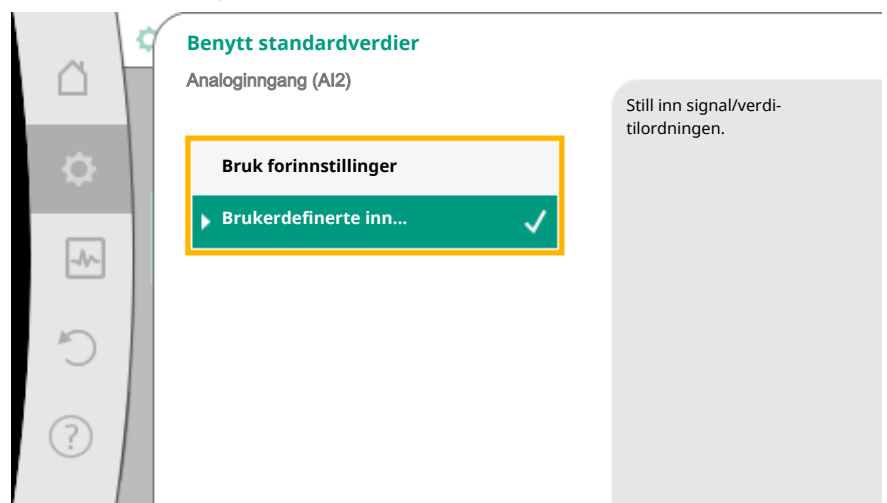 Benytt standardverdier
Analoginngang (AI2)
Still inn signal/verdi-
tilordningen.
Bruk forinnstillinger
Brukerdefinerte inn...
?